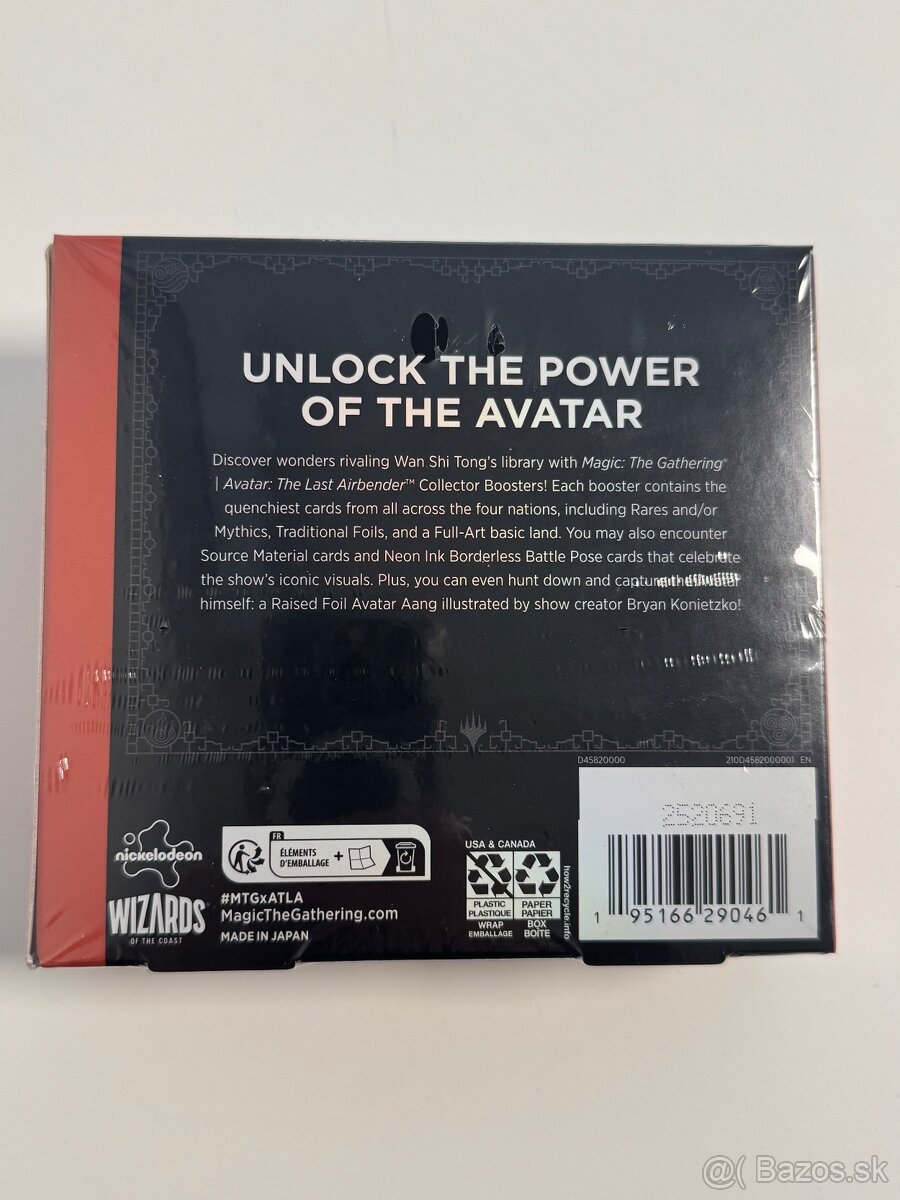 UNLOCK THE POWER
OF THE AVATAR
Discover wonders rivaling Wan Shi Tong's library with Magic: The Gathering®
| Avatar: The Last Airbender™ Collector Boosters! Each booster contains the
quenchiest cards from all across the four nations, including Rares and/or
Mythics, Traditional Foils, and a Full-Art basic land. You may also encounter
Source Material cards and Neon Ink Borderless Battle Pose cards that celebrate
the show's iconic visuals. Plus, you can even hunt down and capture the Avatar
himself: a Raised Foil Avatar Aang illustrated by show creator Bryan Konietzko!
D45820000
210D4582000001 EN
2520691
nickelodeon
FR
ÉLÉMENTS
D'EMBALLAGE +
WIZARDS®
OF THE COAST
#MTGxATLA
MagicTheGathering.com
MADE IN JAPAN
USA & CANADA
PLASTIC
PLASTIQUE
WRAP
EMBALLAGE
PAPER
PAPIER
BOX
BOÎTE
how2recycle.info
1 95166 29046 1
@( Bazos.sk